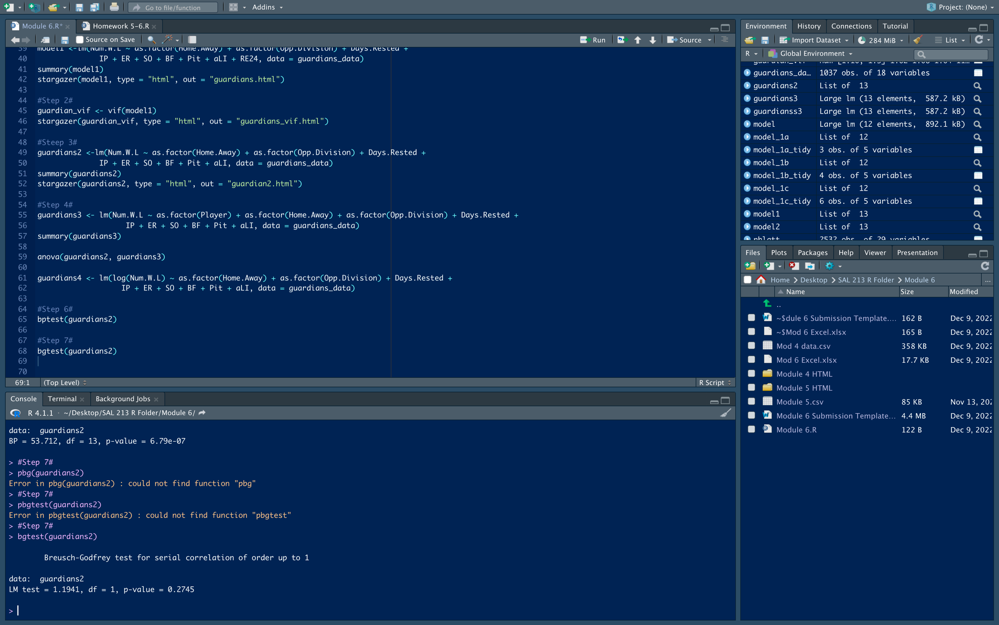 Go to file/function
Addins
Project: (None)
Module 6.R*
Homework 5-6.R
Source on Save
Run
Source
39 model1 <-lm(Num.W.L ~ as.factor(Home.Away) + as.factor(Opp.Division) + Days.Rested +
40 IP + ER + SO + BF + Pit + aLI + RE24, data = guardians_data)
41 summary(model1)
42 stargazer(model1, type = "html", out = "guardians.html")
43
44 #Step 2#
45 guardian_vif <- vif(model1)
46 stargazer(guardian_vif, type = "html", out = "guardians_vif.html")
47
48 #Steep 3#
49 guardians2 <-lm(Num.W.L ~ as.factor(Home.Away) + as.factor(Opp.Division) + Days.Rested +
50 IP + ER + SO + BF + Pit + aLI, data = guardians_data)
51 summary(guardians2)
52 stargazer(guardians2, type = "html", out = "guardian2.html")
53
54 #Step 4#
55 guardians3 <- lm(Num.W.L ~ as.factor(Player) + as.factor(Home.Away) + as.factor(Opp.Division) + Days.Rested +
56 IP + ER + SO + BF + Pit + aLI, data = guardians_data)
57 summary(guardians3)
58
59 anova(guardians2, guardians3)
60
61 guardians4 <- lm(log(Num.W.L) ~ as.factor(Home.Away) + as.factor(Opp.Division) + Days.Rested +
62 IP + ER + SO + BF + Pit + aLI, data = guardians_data)
63
64 #Step 6#
65 bptest(guardians2)
66
67 #Step 7#
68 bgtest(guardians2)
69
70
69:1 (Top Level) R Script
Console Terminal Background Jobs
R 4.1.1 · ~/Desktop/SAL 213 R Folder/Module 6/
data: guardians2
BP = 53.712, df = 13, p-value = 6.79e-07
> #Step 7#
> pbg(guardians2)
Error in pbg(guardians2) : could not find function "pbg"
> #Step 7#
> pbgtest(guardians2)
Error in pbgtest(guardians2) : could not find function "pbgtest"
> #Step 7#
> bgtest(guardians2)
Breusch-Godfrey test for serial correlation of order up to 1
data: guardians2
LM test = 1.1941, df = 1, p-value = 0.2745
>
Environment History Connections Tutorial
Import Dataset 284 MiB List
R Global Environment
guardians_da… 1037 obs. of 18 variables
guardians2 List of 13
guardians3 Large lm (13 elements, 587.2 kB)
guardianss3 Large lm (13 elements, 587.2 kB)
model Large lm (12 elements, 892.1 kB)
model_1a List of 12
model_1a_tidy 3 obs. of 5 variables
model_1b List of 12
model_1b_tidy 4 obs. of 5 variables
model_1c List of 12
model_1c_tidy 6 obs. of 5 variables
model1 List of 13
model2 List of 13
2532 obs. of 29 variables
Files Plots Packages Help Viewer Presentation
Home Desktop SAL 213 R Folder Module 6 ...
Name Size Modified
..
~$dule 6 Submission Template.... 162 B Dec 9, 2022
~$Mod 6 Excel.xlsx 165 B Dec 9, 2022
Mod 4 data.csv 358 KB Dec 9, 2022
Mod 6 Excel.xlsx 17.7 KB Dec 9, 2022
Module 4 HTML
Module 5 HTML
Module 5.csv 85 KB Nov 13, 202
Module 6 Submission Template... 4.4 MB Dec 9, 2022
Module 6.R 122 B Dec 9, 2022